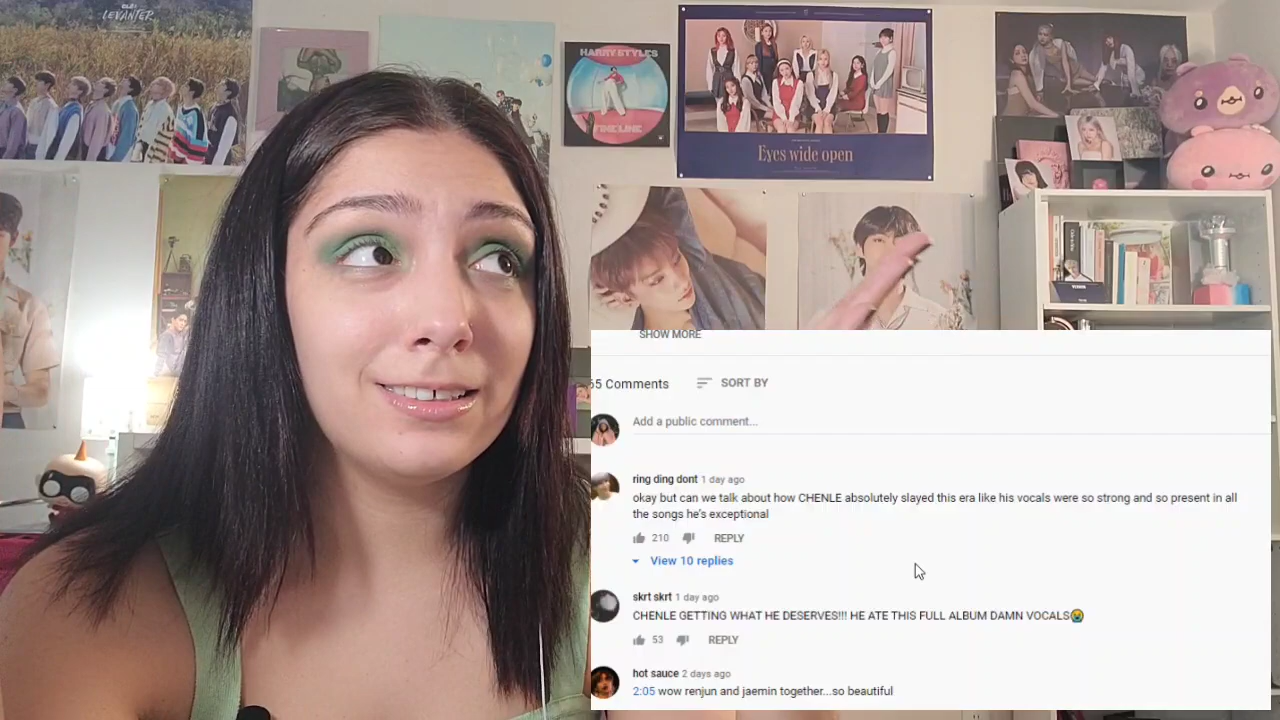 CLÉ:
LEVANTER
HARRY STYLES
FINE LINE
Eyes wide open
SHOW MORE
65 Comments SORT BY
Add a public comment...
ring ding dont 1 day ago
okay but can we talk about how CHENLE absolutely slayed this era like his vocals were so strong and so present in all
the songs he's exceptional
210 REPLY
View 10 replies
skrt skrt 1 day ago
CHENLE GETTING WHAT HE DESERVES!!! HE ATE THIS FULL ALBUM DAMN VOCALS😭
53 REPLY
hot sauce 2 days ago
2:05 wow renjun and jaemin together...so beautiful